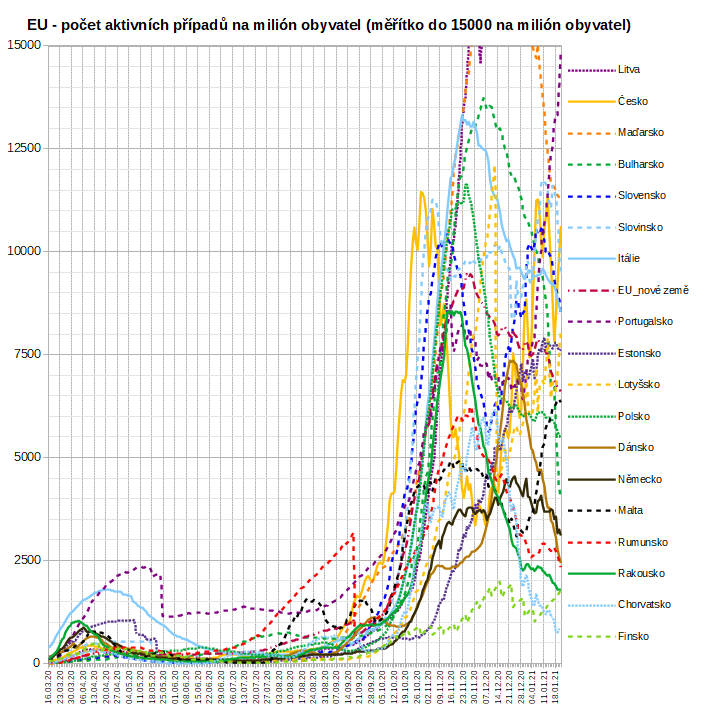 EU - počet aktivních případů na milión obyvatel (měřítko do 15000 na milión obyvatel)
15000
12500
10000
7500
5000
2500
0
Litva
Česko
Maďarsko
Bulharsko
Slovensko
Slovinsko
Itálie
EU_nové země
Portugalsko
Estonsko
Lotyšsko
Polsko
Dánsko
Německo
Malta
Rumunsko
Rakousko
Chorvatsko
Finsko
16.03.20
23.03.20
30.03.20
06.04.20
13.04.20
20.04.20
27.04.20
04.05.20
11.05.20
18.05.20
25.05.20
01.06.20
08.06.20
15.06.20
22.06.20
29.06.20
06.07.20
13.07.20
20.07.20
27.07.20
03.08.20
10.08.20
17.08.20
24.08.20
31.08.20
07.09.20
14.09.20
21.09.20
28.09.20
05.10.20
12.10.20
19.10.20
26.10.20
02.11.20
09.11.20
16.11.20
23.11.20
30.11.20
07.12.20
14.12.20
21.12.20
28.12.20
04.01.21
11.01.21
18.01.21